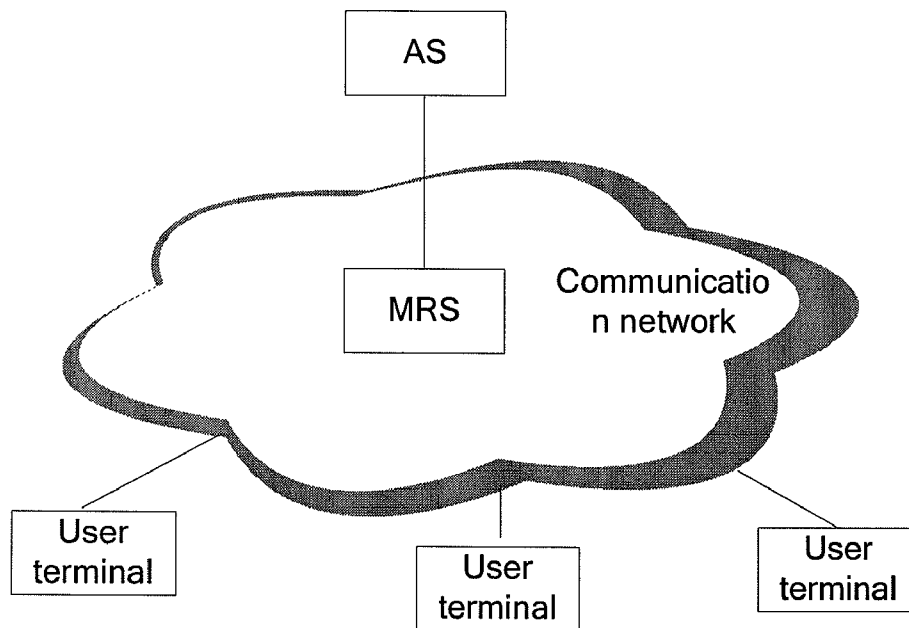 AS
MRS
Communicatio
n network
User
terminal
User
terminal
User
terminal